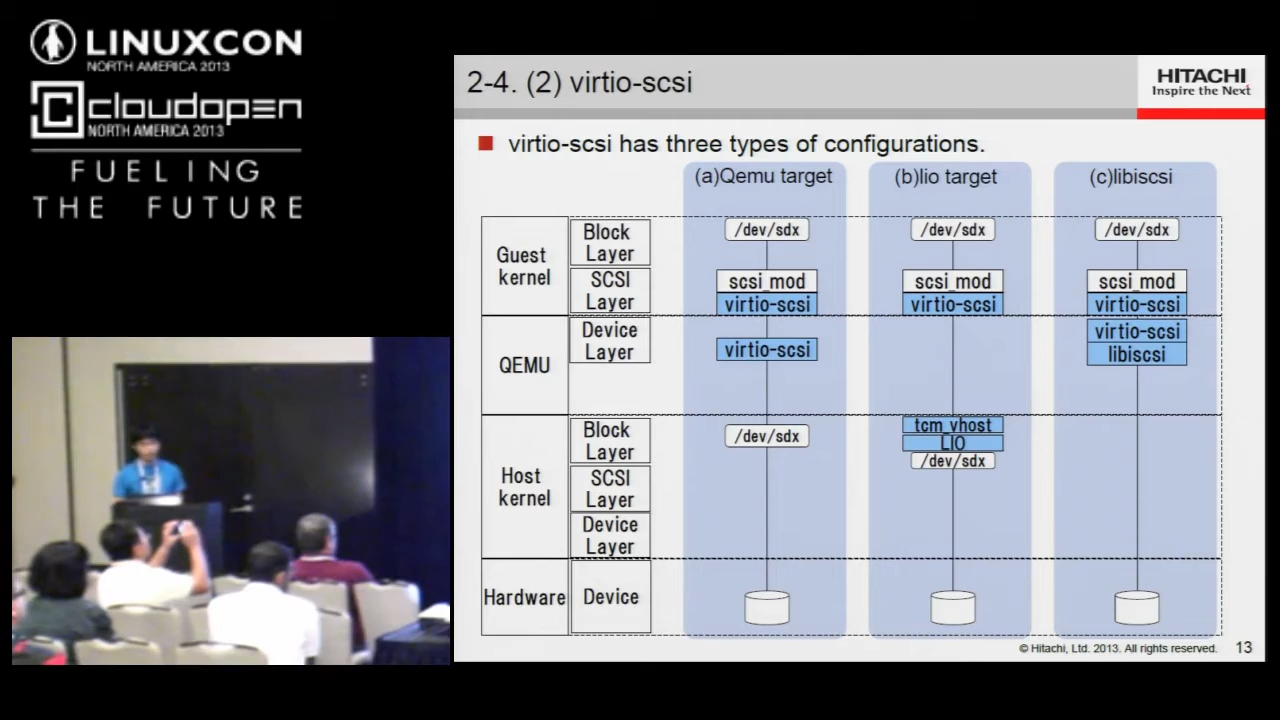 LINUXCON
NORTH AMERICA 2013
cloudopen
NORTH AMERICA 2013
FUELING
THE FUTURE
2-4. (2) virtio-scsi
HITACHI
Inspire the Next
virtio-scsi has three types of configurations.
(a)Qemu target
(b)lio target
(c)libiscsi
Guest
kernel
Block
Layer
/dev/sdx
/dev/sdx
/dev/sdx
SCSI
Layer
scsi_mod
scsi_mod
scsi_mod
virtio-scsi
virtio-scsi
virtio-scsi
QEMU
Device
Layer
virtio-scsi
virtio-scsi
libiscsi
Host
kernel
Block
Layer
/dev/sdx
tcm_vhost
LIO
/dev/sdx
SCSI
Layer
Device
Layer
Hardware
Device
© Hitachi, Ltd. 2013. All rights reserved.
13